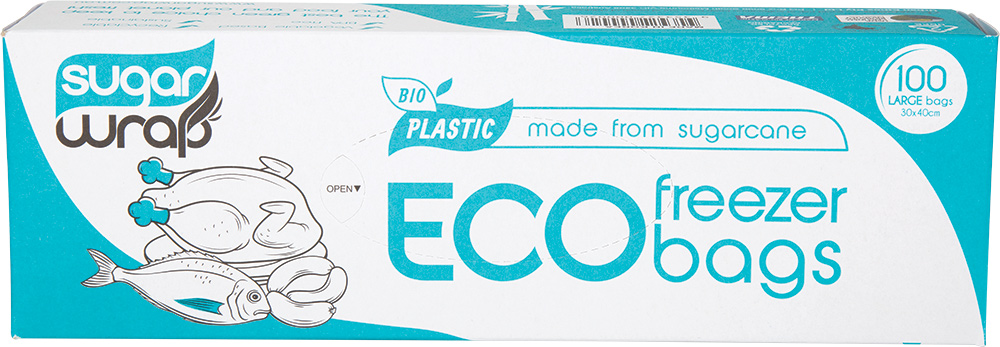 sugar
wrap
BIO
PLASTIC
made from sugarcane
OPEN▼
ECO freezer
bags
100
LARGE bags
30x40cm